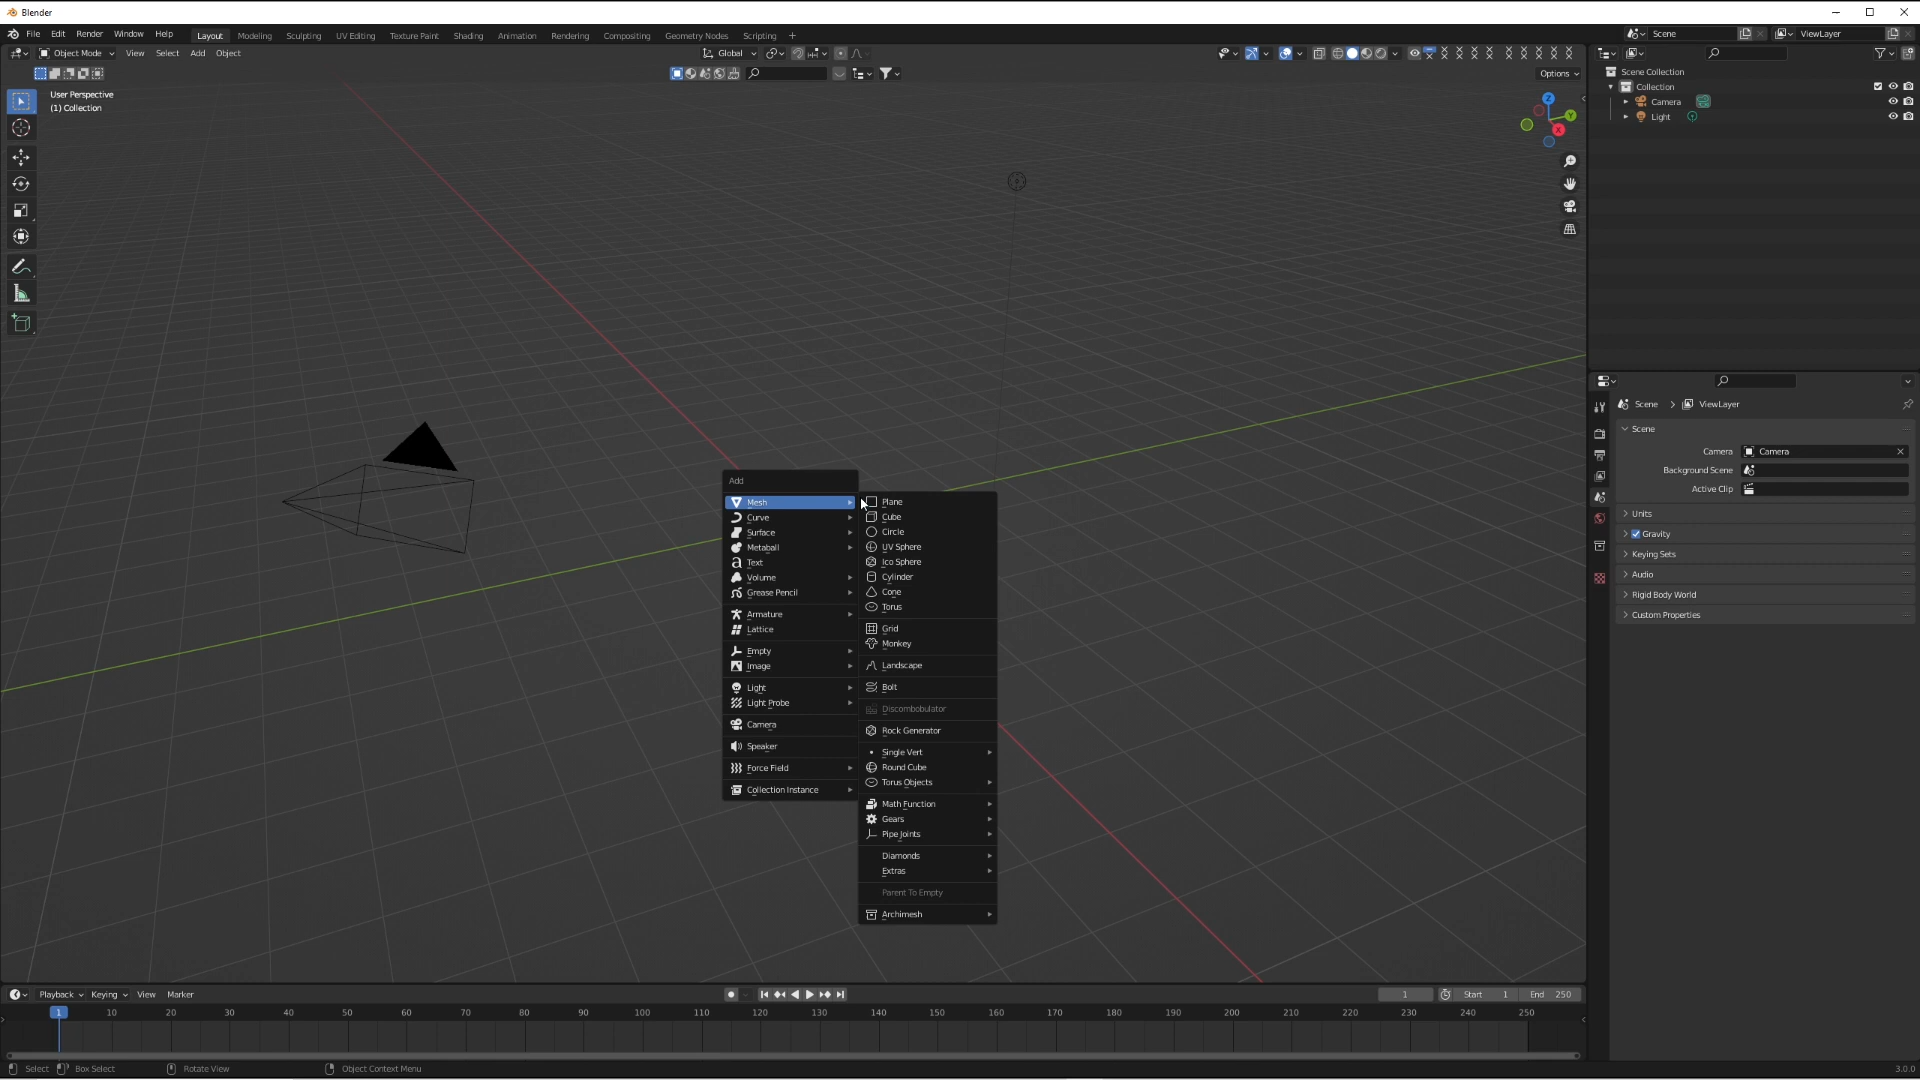 Blender
File Edit Render Window Help Layout Modeling Sculpting UV Editing Texture Paint Shading Animation Rendering Compositing Geometry Nodes Scripting +
Scene ViewLayer
Object Mode View Select Add Object Global
Options
User Perspective
(1) Collection
Z
Y
X
Scene Collection
Collection
Camera
Light
Scene > ViewLayer
Scene
Camera Camera
Background Scene
Active Clip
Units
Gravity
Keying Sets
Audio
Rigid Body World
Custom Properties
Add
Mesh
Curve
Surface
Metaball
Text
Volume
Grease Pencil
Armature
Lattice
Empty
Image
Light
Light Probe
Camera
Speaker
Force Field
Collection Instance
Plane
Cube
Circle
UV Sphere
Ico Sphere
Cylinder
Cone
Torus
Grid
Monkey
Landscape
Bolt
Discombobulator
Rock Generator
Single Vert
Round Cube
Torus Objects
Math Function
Gears
Pipe Joints
Diamonds
Extras
Parent To Empty
Archimesh
Playback Keying View Marker 1 Start 1 End 250
1 10 20 30 40 50 60 70 80 90 100 110 120 130 140 150 160 170 180 190 200 210 220 230 240 250
Select Box Select Rotate View Object Context Menu 3.0.0